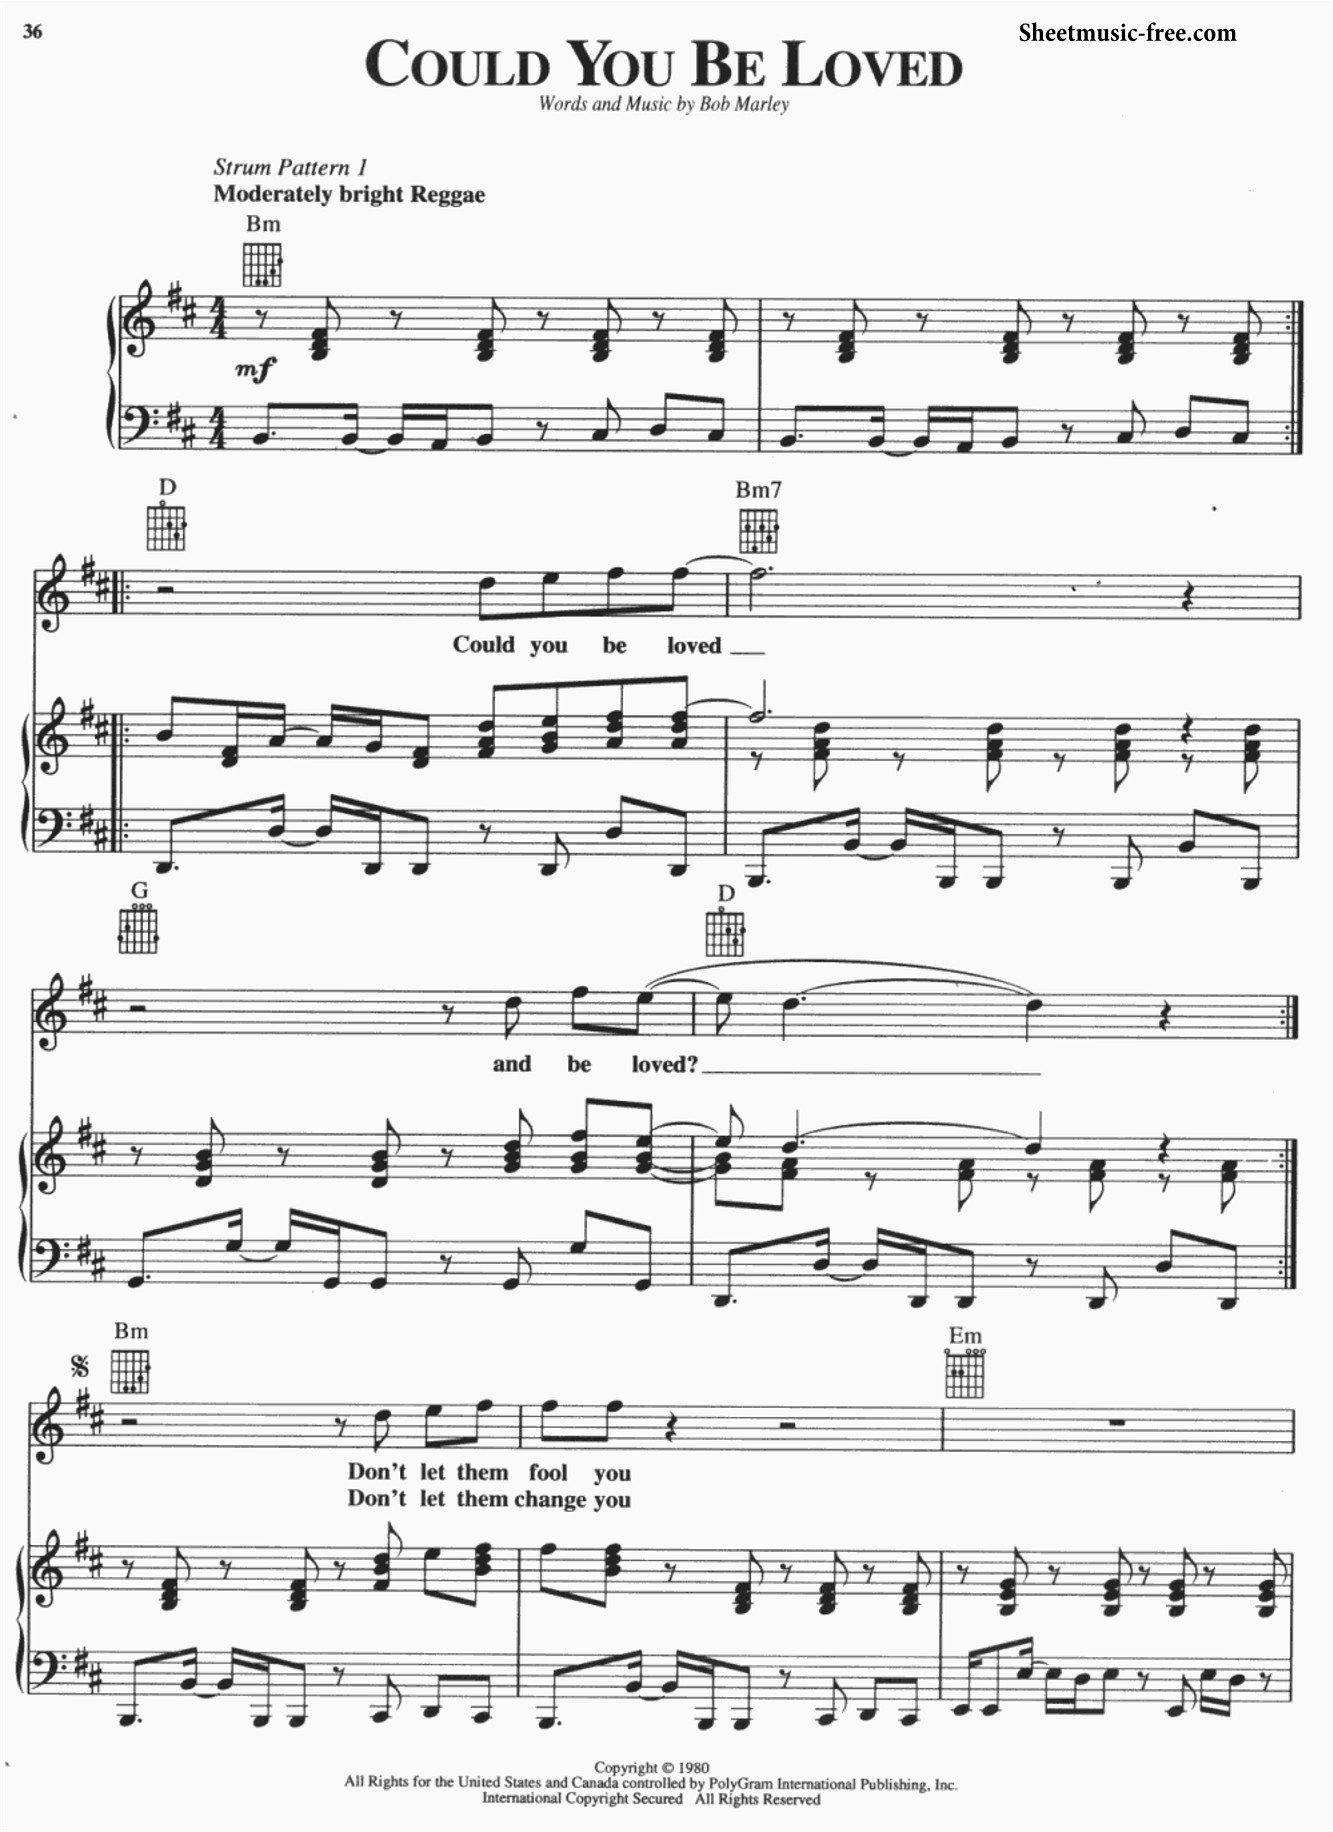 36
Sheetmusic-free.com
COULD YOU BE LOVED
Words and Music by Bob Marley
Strum Pattern 1
Moderately bright Reggae
Bm
mf
D Bm7
Could you be loved
G D
and be loved?
Bm Em
Don't let them fool you
Don't let them change you
Copyright © 1980
All Rights for the United States and Canada controlled by PolyGram International Publishing, Inc.
International Copyright Secured All Rights Reserved